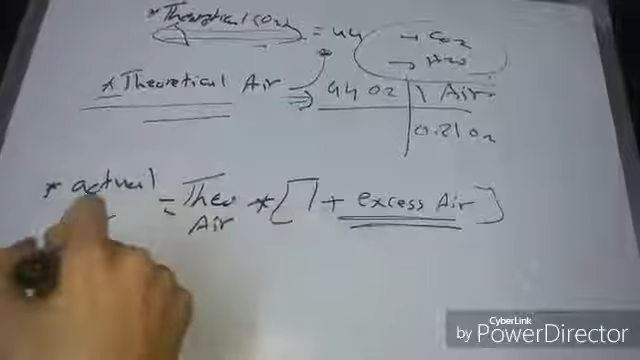 * Theoretical (O2) = 44
→ CO2
→ H2O
* Theoretical Air ⇒ 44 O2 | 1 Air
0.21 O2
* actual = Theo Air * [1 + excess Air]
CyberLink
by PowerDirector